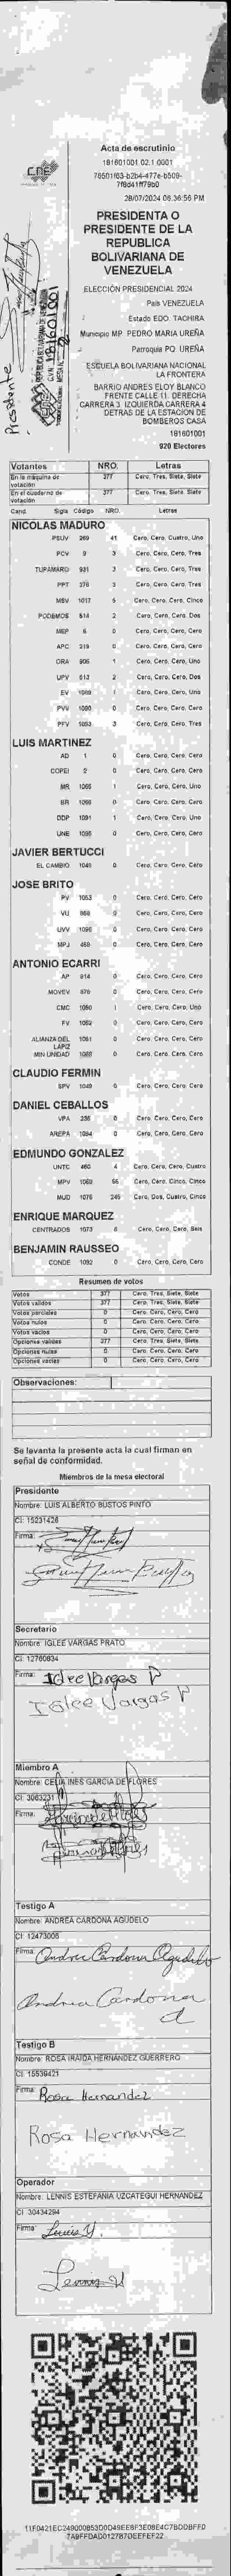 CNE
Acta de escrutinio
181601001.02.1.0001
28/07/2024 06:36:56 PM
PRESIDENTA O
PRESIDENTE DE LA
REPUBLICA
BOLIVARIANA DE
VENEZUELA
ELECCIÓN PRESIDENCIAL 2024
País VENEZUELA
Estado EDO. TACHIRA
Municipio MP. PEDRO MARIA UREÑA
Parroquia PQ. UREÑA
ESCUELA BOLIVARIANA NACIONAL
LA FRONTERA
BARRIO ANDRES ELOY BLANCO
FRENTE CALLE 11. DERECHA
CARRERA 3. IZQUIERDA CARRERA 4
DETRAS DE LA ESTACION DE
BOMBEROS CASA
181601001
920 Electores
Presidente
Votantes NRO. Letras
En la máquina de votación 377 Cero, Tres, Siete, Siete
En el cuaderno de votación 377 Cero, Tres, Siete, Siete
Cand. Sigla Código NRO. Letras
NICOLAS MADURO
PSUV 269 41 Cero, Cero, Cuatro, Uno
PCV 9 3 Cero, Cero, Cero, Tres
TUPAMARO 931 3 Cero, Cero, Cero, Tres
PPT 376 3 Cero, Cero, Cero, Tres
MSV 1017 5 Cero, Cero, Cero, Cinco
PODEMOS 514 2 Cero, Cero, Cero, Dos
MEP 6 0 Cero, Cero, Cero, Cero
APC 219 0 Cero, Cero, Cero, Cero
ORA 906 1 Cero, Cero, Cero, Uno
UPV 613 2 Cero, Cero, Cero, Dos
EV 1089 1 Cero, Cero, Cero, Uno
PVV 1090 0 Cero, Cero, Cero, Cero
PFV 1093 3 Cero, Cero, Cero, Tres
LUIS MARTINEZ
AD 1 0 Cero, Cero, Cero, Cero
COPEI 2 0 Cero, Cero, Cero, Cero
MR 1 Cero, Cero, Cero, Uno
BR 0 Cero, Cero, Cero, Cero
DDP 1091 1 Cero, Cero, Cero, Uno
UNE 0 Cero, Cero, Cero, Cero
JAVIER BERTUCCI
EL CAMBIO 1041 0 Cero, Cero, Cero, Cero
JOSE BRITO
PV 1053 0 Cero, Cero, Cero, Cero
VU 868 0 Cero, Cero, Cero, Cero
UVV 1096 0 Cero, Cero, Cero, Cero
MPJ 468 0 Cero, Cero, Cero, Cero
ANTONIO ECARRI
AP 914 0 Cero, Cero, Cero, Cero
MOVEV 876 0 Cero, Cero, Cero, Cero
CMC 1050 1 Cero, Cero, Cero, Uno
FV 1062 0 Cero, Cero, Cero, Cero
ALIANZA DEL LAPIZ 1061 0 Cero, Cero, Cero, Cero
MIN UNIDAD 0 Cero, Cero, Cero, Cero
CLAUDIO FERMIN
SPV 1049 0 Cero, Cero, Cero, Cero
DANIEL CEBALLOS
VPA 235 0 Cero, Cero, Cero, Cero
AREPA 1094 0 Cero, Cero, Cero, Cero
EDMUNDO GONZALEZ
UNTC 460 4 Cero, Cero, Cero, Cuatro
MPV 1060 55 Cero, Cero, Cinco, Cinco
MUD 1076 245 Cero, Dos, Cuatro, Cinco
ENRIQUE MARQUEZ
CENTRADOS 1073 6 Cero, Cero, Cero, Seis
BENJAMIN RAUSSEO
CONDE 1092 0 Cero, Cero, Cero, Cero
Resumen de votos
Votos 377 Cero, Tres, Siete, Siete
Votos válidos 377 Cero, Tres, Siete, Siete
Votos parciales 0 Cero, Cero, Cero, Cero
Votos nulos 0 Cero, Cero, Cero, Cero
Votos vacíos 0 Cero, Cero, Cero, Cero
Opciones válidas 377 Cero, Tres, Siete, Siete
Opciones nulas 0 Cero, Cero, Cero, Cero
Opciones vacías 0 Cero, Cero, Cero, Cero
Observaciones:
Se levanta la presente acta la cual firman en
señal de conformidad.
Miembros de la mesa electoral
Presidente
Nombre: LUIS ALBERTO BUSTOS PINTO
CI: 15231426
Firma:
Secretario
Nombre: IGLEE VARGAS PRATO
CI: 12760634
Firma: Iglee Vargas P
Iglee Vargas P
Miembro A
Nombre: CELIA INES GARCIA DE FLORES
CI: 3063231
Firma:
Testigo A
Nombre: ANDREA CARDONA AGUDELO
CI: 12473006
Firma: Andrea Cardona Agudelo
Andrea Cardona
A
Testigo B
Nombre: ROSA IRAIDA HERNANDEZ GUERRERO
CI: 15539421
Firma: Rosa Hernandez
Rosa Hernandez
Operador
Nombre: LENNIS ESTEFANIA UZCATEGUI HERNANDEZ
CI: 30434294
Firma: Lennis U.
Lennis U